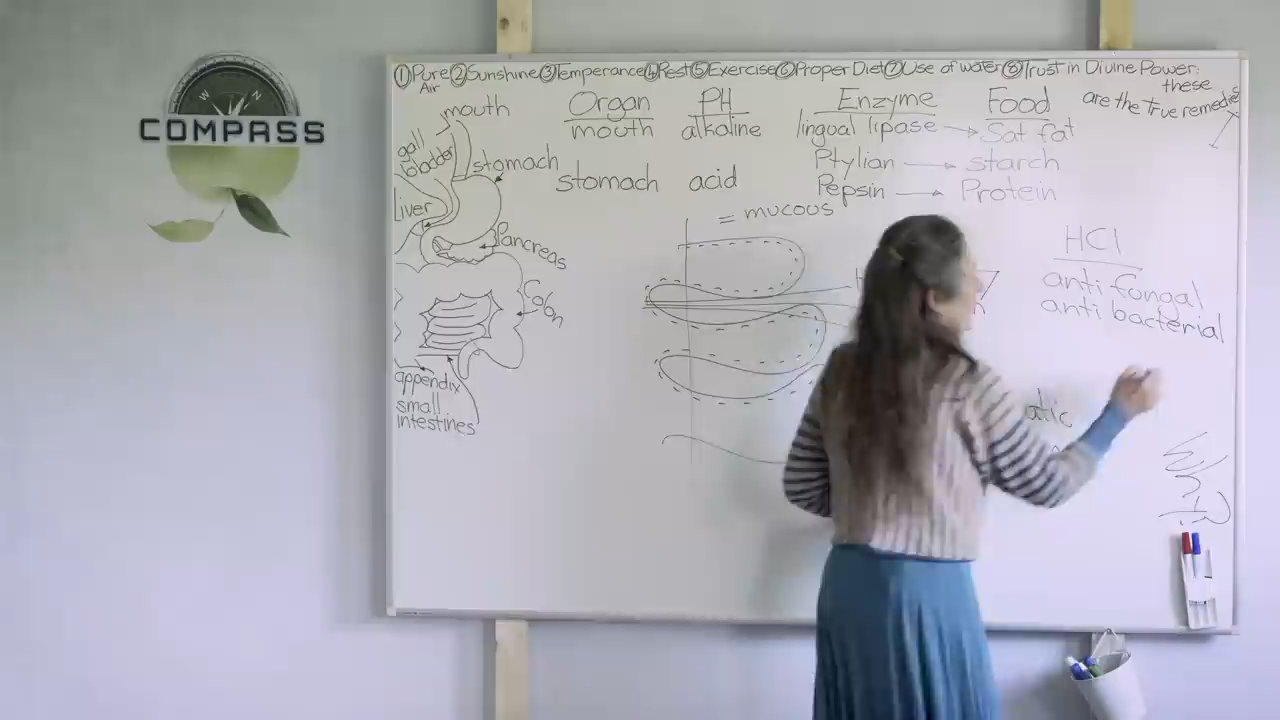 ①Pure ②Sunshine ③Temperance ④Rest ⑤Exercise ⑥Proper Diet ⑦Use of water ⑧Trust in Divine Power:
Air
these
are the true remedies
mouth
Organ PH Enzyme Food
mouth alkaline lingual lipase → Sat fat
Ptylian → starch
stomach acid Pepsin → Protein
= mucous
gall
bladder
stomach
Liver
Pancreas
Colon
appendix
small
intestines
HCl
anti fongal
anti bacterial
atic
W N
COMPASS